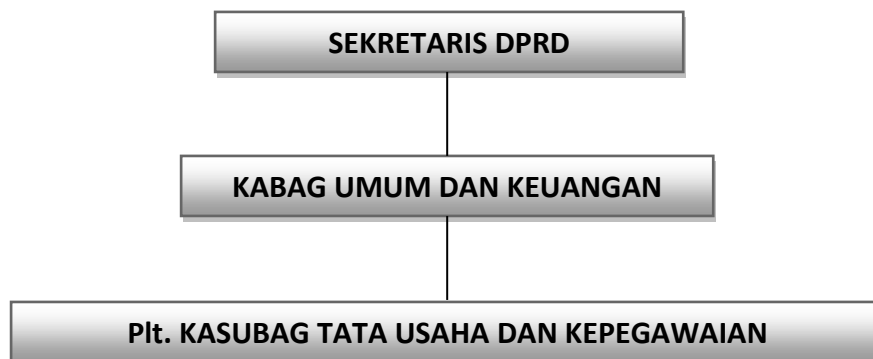 SEKRETARIS DPRD
KABAG UMUM DAN KEUANGAN
Plt. KASUBAG TATA USAHA DAN KEPEGAWAIAN